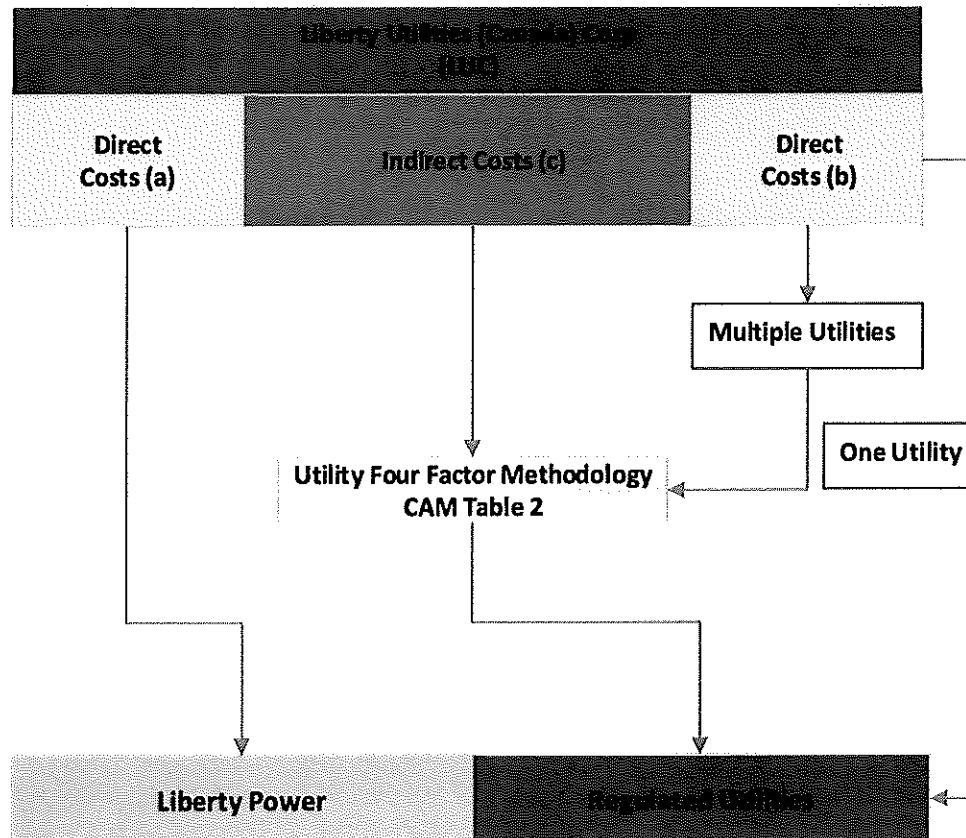 Liberty Utilities (Canada) Corp
(LUC)
Direct
Costs (a)
Indirect Costs (c)
Direct
Costs (b)
Multiple Utilities
One Utility
Utility Four Factor Methodology
CAM Table 2
Liberty Power
Regulated Utilities